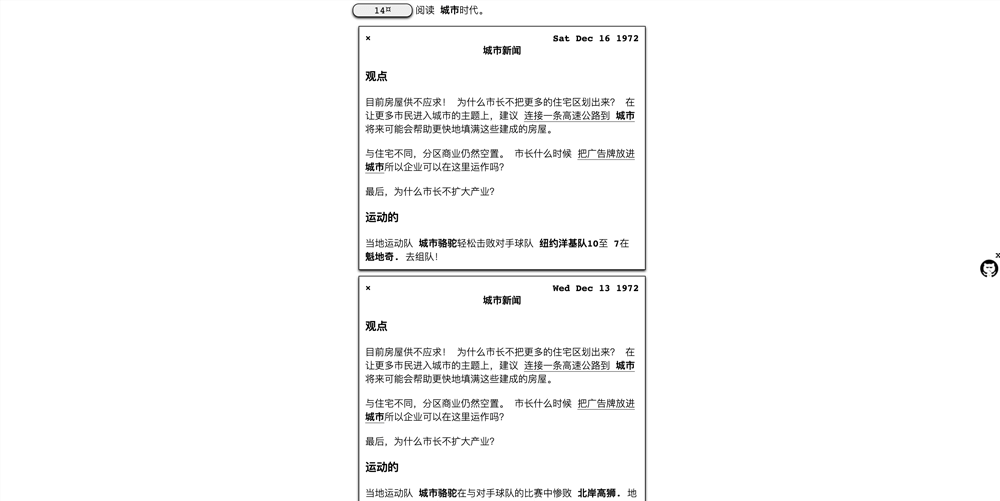 14¤ 阅读 城市时代。
× Sat Dec 16 1972
城市新闻
观点
目前房屋供不应求! 为什么市长不把更多的住宅区划出来? 在
让更多市民进入城市的主题上,建议 连接一条高速公路到 城市
将来可能会帮助更快地填满这些建成的房屋。
与住宅不同,分区商业仍然空置。 市长什么时候 把广告牌放进
城市所以企业可以在这里运作吗?
最后,为什么市长不扩大产业?
运动的
当地运动队 城市骆驼轻松击败对手球队 纽约洋基队10至 7在
魁地奇. 去组队!
x
× Wed Dec 13 1972
城市新闻
观点
目前房屋供不应求! 为什么市长不把更多的住宅区划出来? 在
让更多市民进入城市的主题上,建议 连接一条高速公路到 城市
将来可能会帮助更快地填满这些建成的房屋。
与住宅不同,分区商业仍然空置。 市长什么时候 把广告牌放进
城市所以企业可以在这里运作吗?
最后,为什么市长不扩大产业?
运动的
当地运动队 城市骆驼在与对手球队的比赛中惨败 北岸高狮. 地